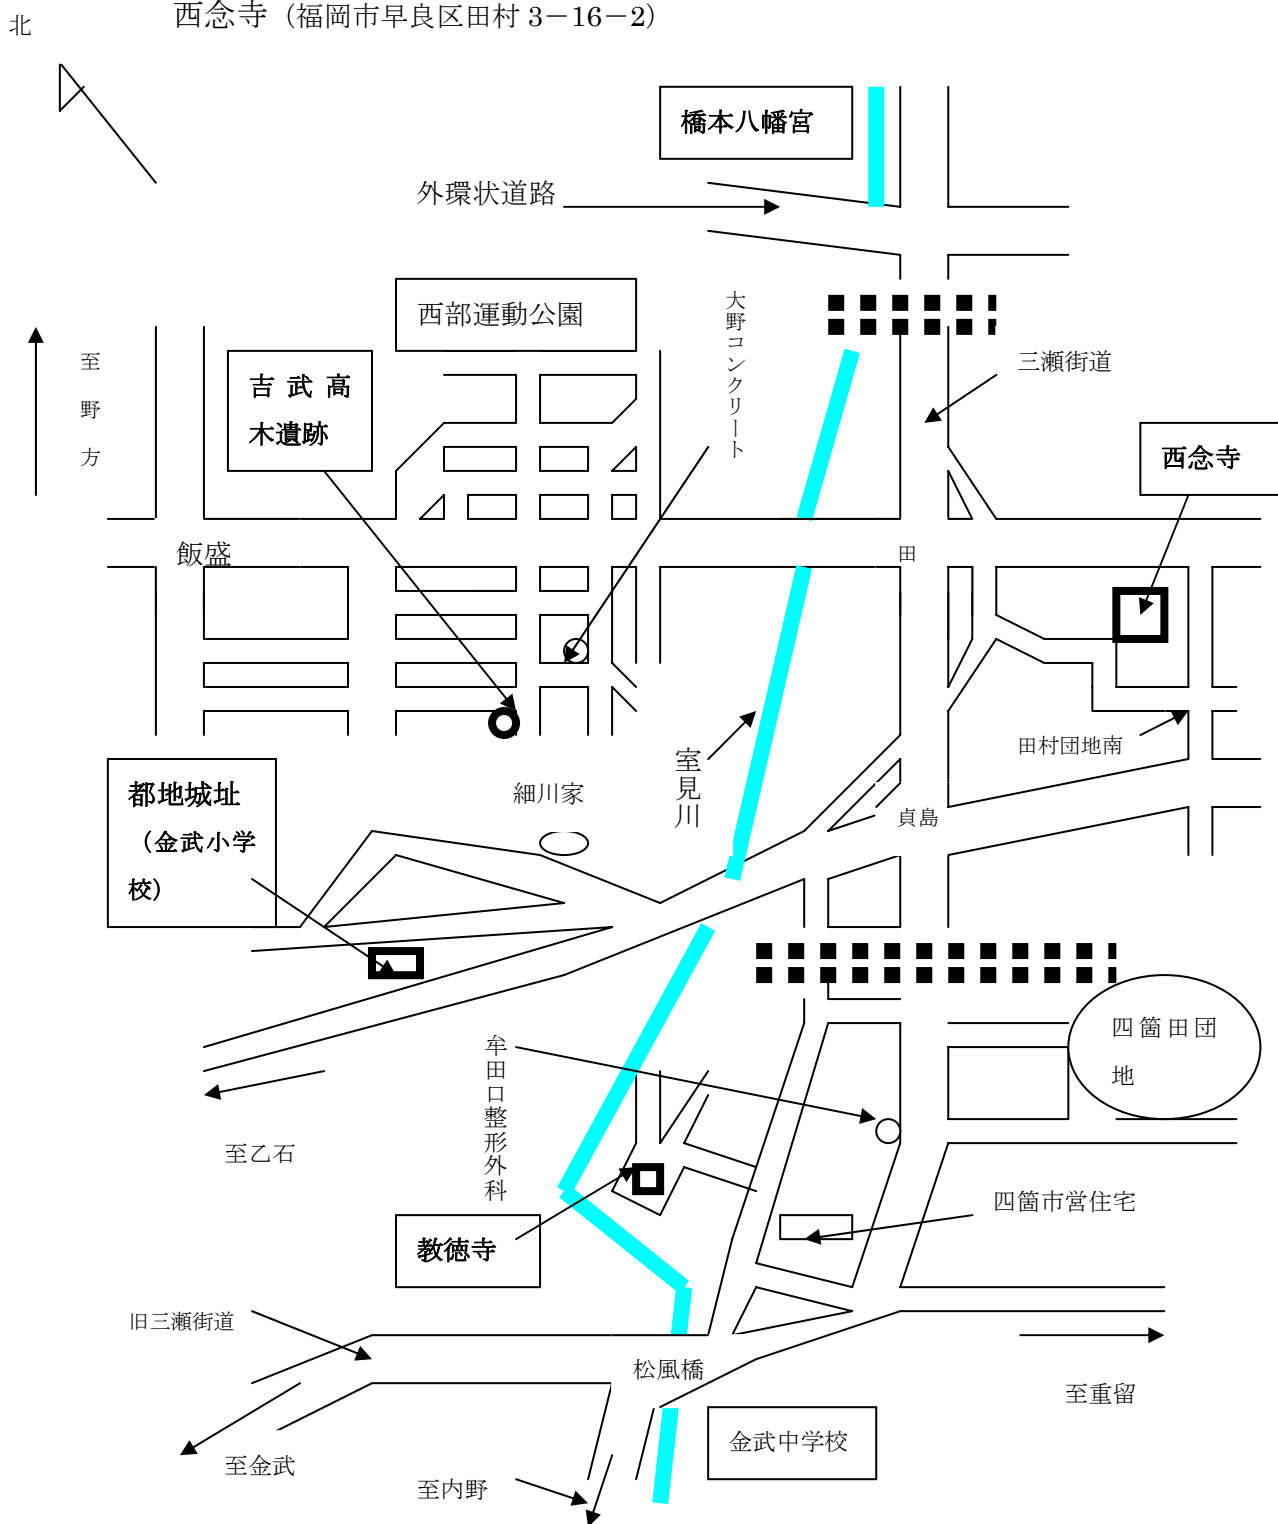 西念寺（福岡市早良区田村 3－16－2）
北
橋本八幡宮
外環状道路
西部運動公園
大野コンクリート
三瀬街道
至野方
吉武高
木遺跡
西念寺
飯盛
田
室見川
田村団地南
都地城址
（金武小学
校）
細川家
貞島
四箇田団
地
牟田口整形外科
至乙石
四箇市営住宅
教徳寺
旧三瀬街道
松風橋
至重留
金武中学校
至金武
至内野